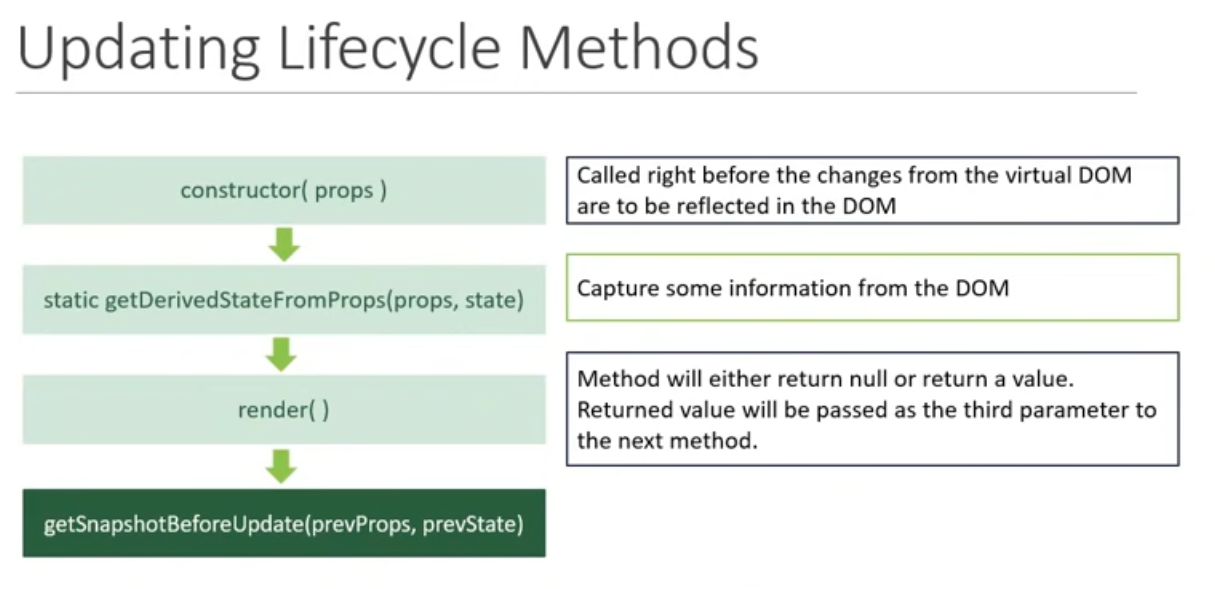 Updating Lifecycle Methods
constructor( props )
static getDerivedStateFromProps(props, state)
render( )
getSnapshotBeforeUpdate(prevProps, prevState)
Called right before the changes from the virtual DOM
are to be reflected in the DOM
Capture some information from the DOM
Method will either return null or return a value.
Returned value will be passed as the third parameter to
the next method.